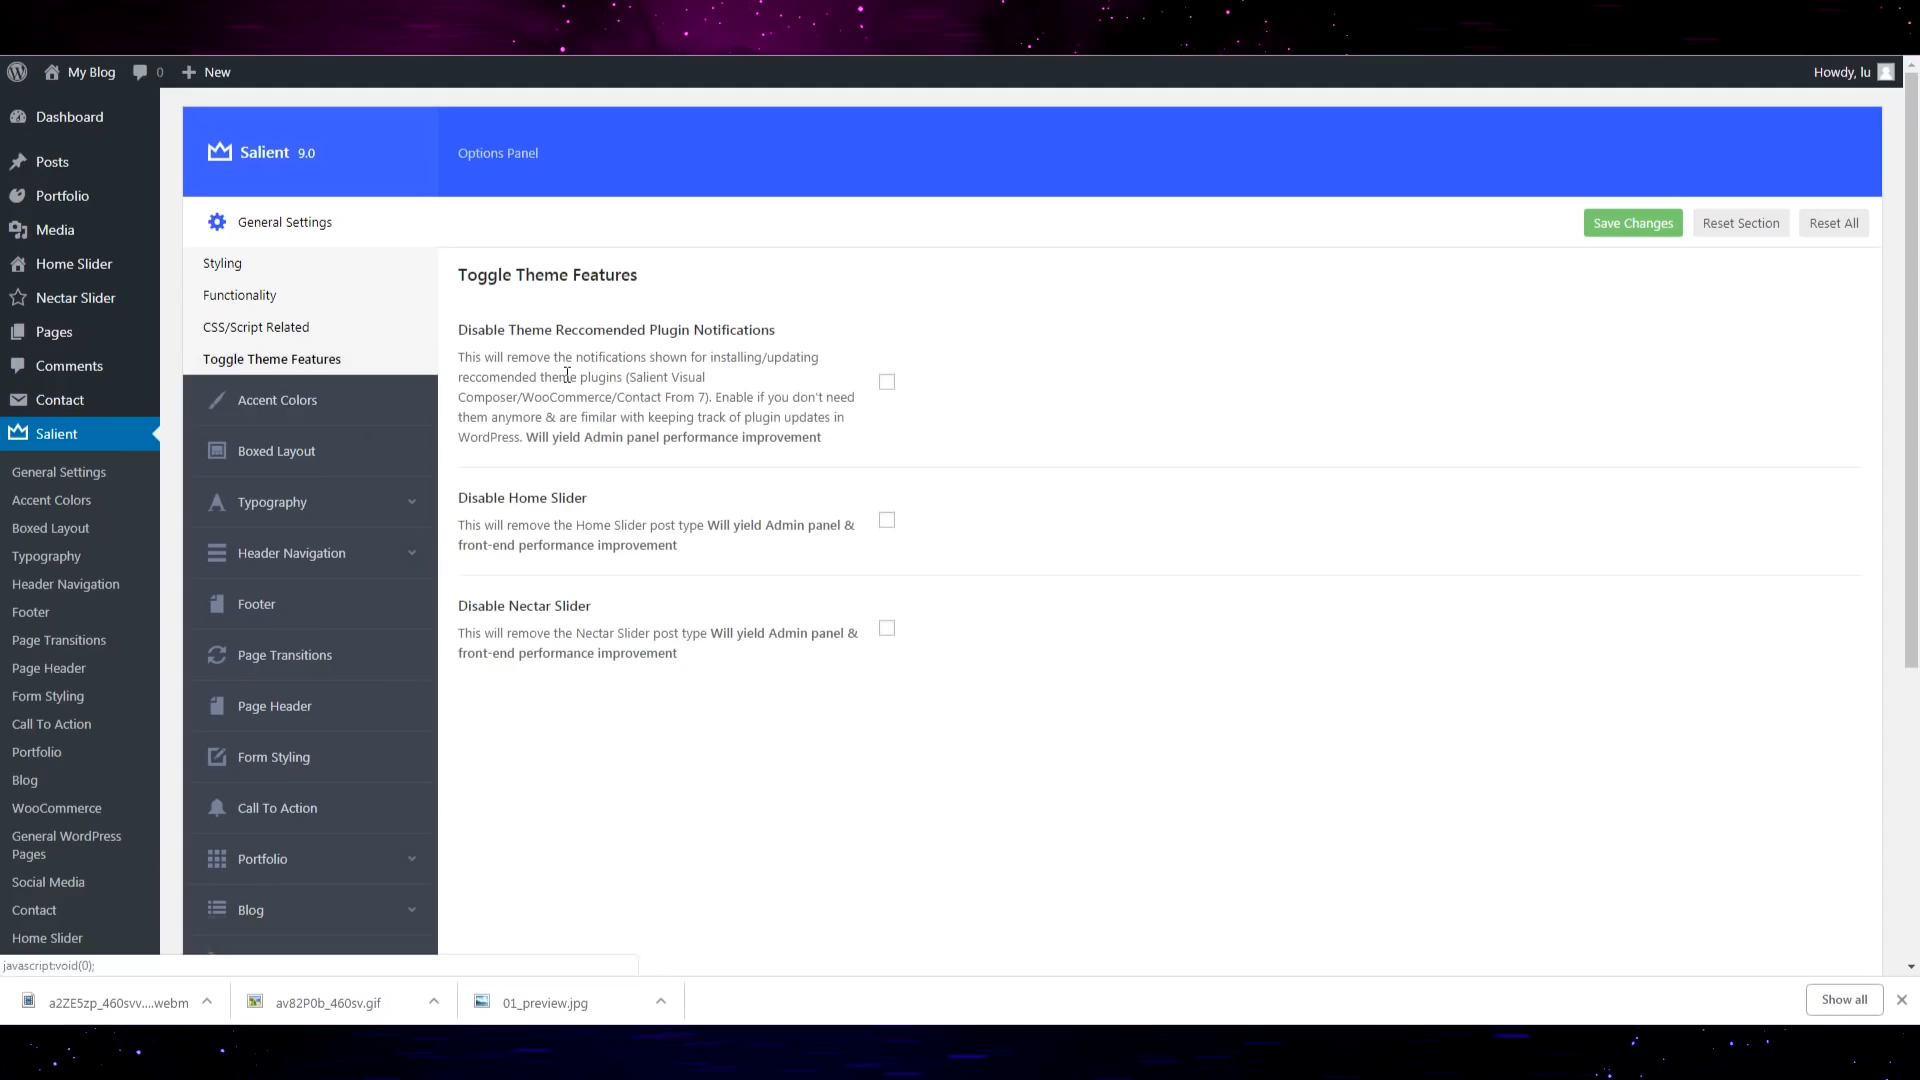 My Blog 0 New Howdy, lu
Dashboard
Posts
Portfolio
Media
Home Slider
Nectar Slider
Pages
Comments
Contact
Salient
General Settings
Accent Colors
Boxed Layout
Typography
Header Navigation
Footer
Page Transitions
Page Header
Form Styling
Call To Action
Portfolio
Blog
WooCommerce
General WordPress
Pages
Social Media
Contact
Home Slider
Salient 9.0
Options Panel
General Settings
Styling
Functionality
CSS/Script Related
Toggle Theme Features
Accent Colors
Boxed Layout
Typography
Header Navigation
Footer
Page Transitions
Page Header
Form Styling
Call To Action
Portfolio
Blog
Save Changes Reset Section Reset All
Toggle Theme Features
Disable Theme Reccomended Plugin Notifications
This will remove the notifications shown for installing/updating
reccomended theme plugins (Salient Visual
Composer/WooCommerce/Contact From 7). Enable if you don't need
them anymore & are fimilar with keeping track of plugin updates in
WordPress. Will yield Admin panel performance improvement
Disable Home Slider
This will remove the Home Slider post type Will yield Admin panel &
front-end performance improvement
Disable Nectar Slider
This will remove the Nectar Slider post type Will yield Admin panel &
front-end performance improvement
javascript:void(0);
a2ZE5zp_460svv....webm av82P0b_460sv.gif 01_preview.jpg Show all